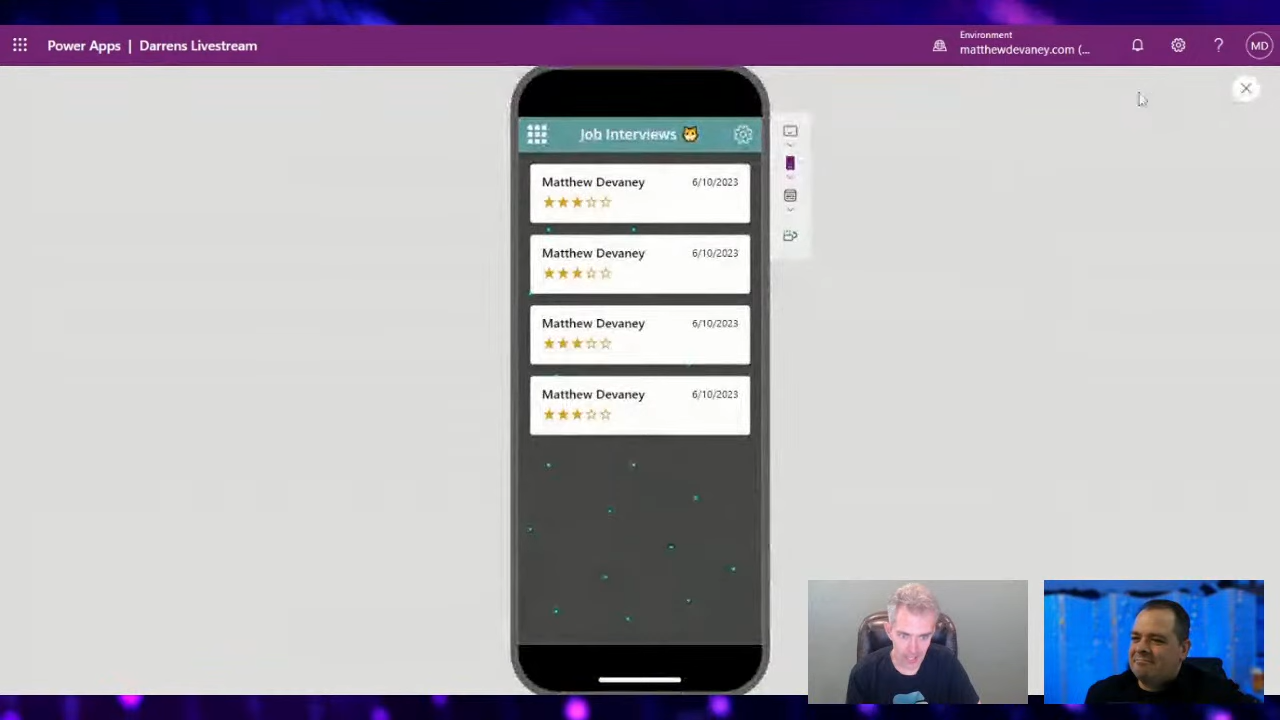 Power Apps | Darrens Livestream
Environment
matthewdevaney.com (...
MD
Job Interviews 🐱
Matthew Devaney 6/10/2023
★★★☆☆
Matthew Devaney 6/10/2023
★★★☆☆
Matthew Devaney 6/10/2023
★★★☆☆
Matthew Devaney 6/10/2023
★★★☆☆